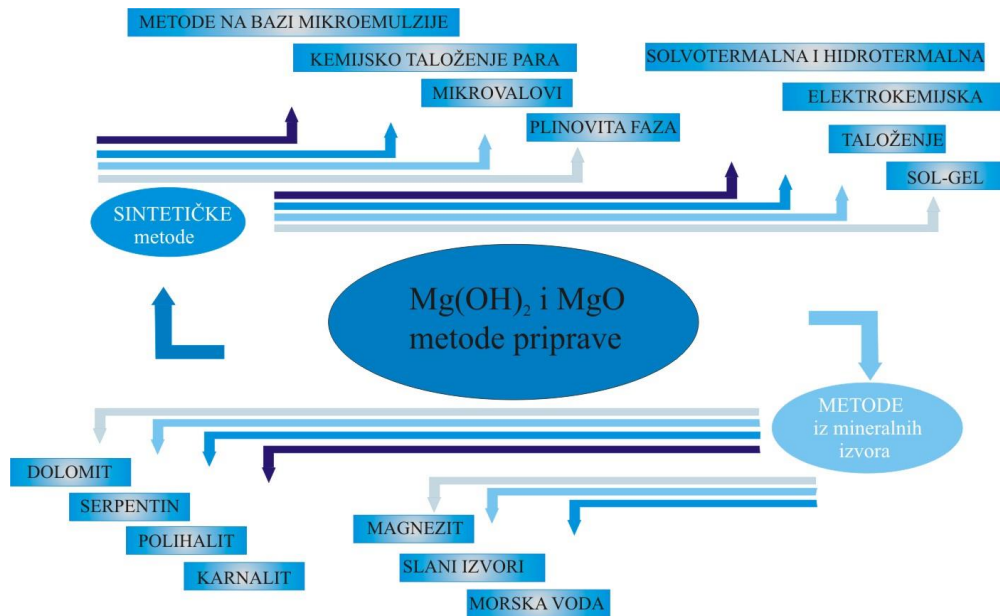 METODE NA BAZI MIKROEMULZIJE
KEMIJSKO TALOŽENJE PARA
MIKROVALOVI
PLINOVITA FAZA
SOLVOTERMALNA I HIDROTERMALNA
ELEKTROKEMIJSKA
TALOŽENJE
SOL-GEL
SINTETIČKE
metode
Mg(OH)₂ i MgO
metode priprave
METODE
iz mineralnih
izvora
DOLOMIT
SERPENTIN
POLIHALIT
KARNALIT
MAGNEZIT
SLANI IZVORI
MORSKA VODA